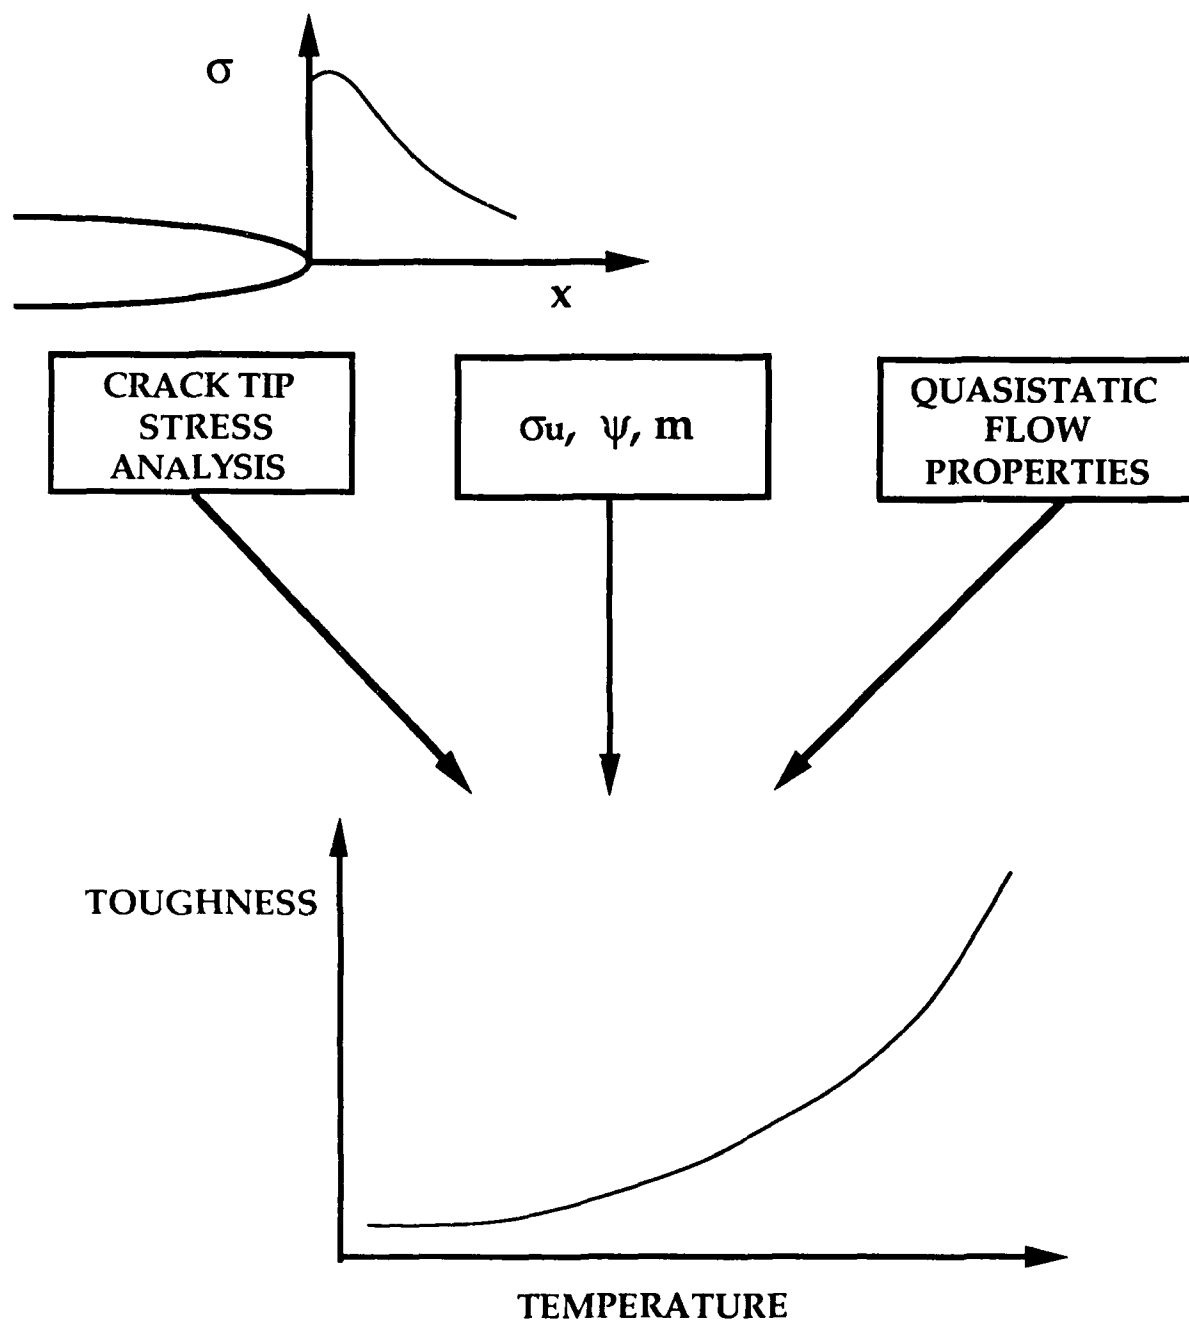 σ
x
CRACK TIP
STRESS
ANALYSIS
σu, ψ, m
QUASISTATIC
FLOW
PROPERTIES
TOUGHNESS
TEMPERATURE